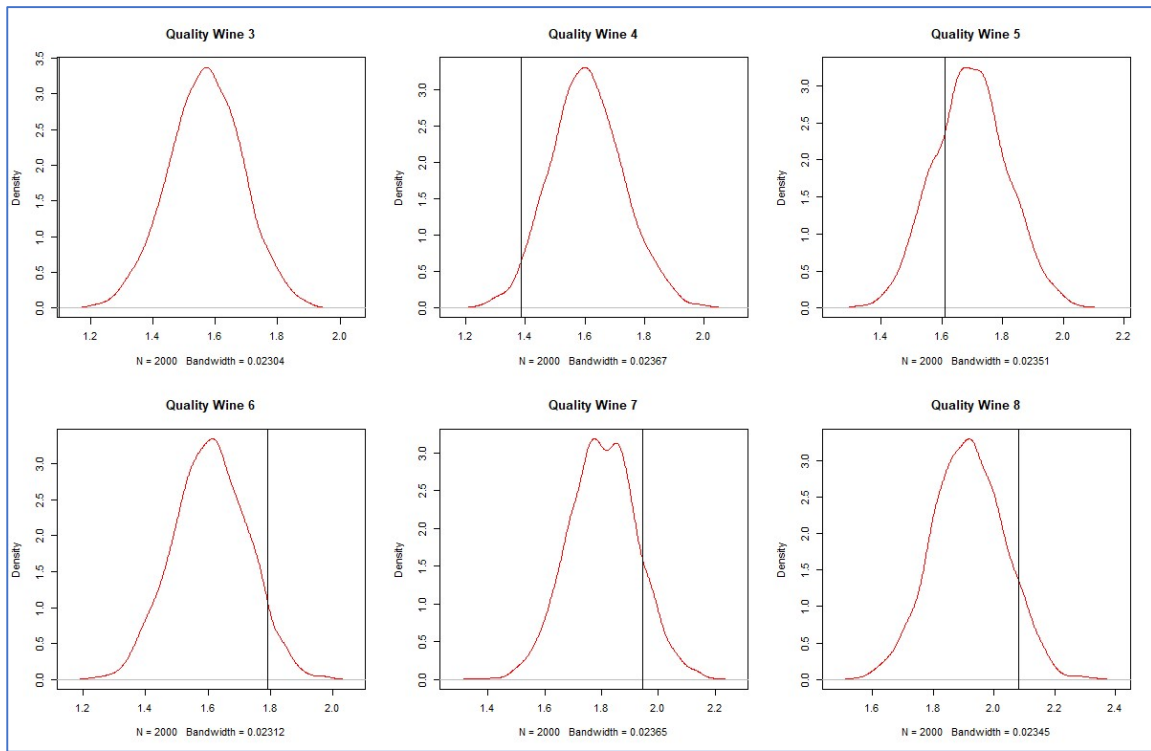 Quality Wine 3
Density
0.0 0.5 1.0 1.5 2.0 2.5 3.0 3.5
1.2 1.4 1.6 1.8 2.0
N = 2000 Bandwidth = 0.02304
Quality Wine 4
Density
0.0 0.5 1.0 1.5 2.0 2.5 3.0
1.2 1.4 1.6 1.8 2.0
N = 2000 Bandwidth = 0.02367
Quality Wine 5
Density
0.0 0.5 1.0 1.5 2.0 2.5 3.0
1.4 1.6 1.8 2.0 2.2
N = 2000 Bandwidth = 0.02351
Quality Wine 6
Density
0.0 0.5 1.0 1.5 2.0 2.5 3.0
1.2 1.4 1.6 1.8 2.0
N = 2000 Bandwidth = 0.02312
Quality Wine 7
Density
0.0 0.5 1.0 1.5 2.0 2.5 3.0
1.4 1.6 1.8 2.0 2.2
N = 2000 Bandwidth = 0.02365
Quality Wine 8
Density
0.0 0.5 1.0 1.5 2.0 2.5 3.0
1.6 1.8 2.0 2.2 2.4
N = 2000 Bandwidth = 0.02345